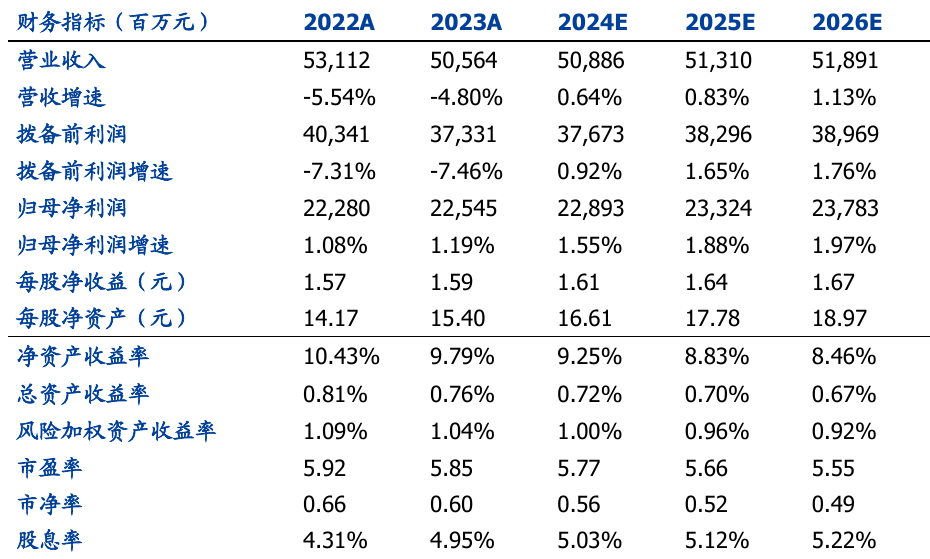 财务指标（百万元） 2022A 2023A 2024E 2025E 2026E
营业收入 53,112 50,564 50,886 51,310 51,891
营收增速 -5.54% -4.80% 0.64% 0.83% 1.13%
拨备前利润 40,341 37,331 37,673 38,296 38,969
拨备前利润增速 -7.31% -7.46% 0.92% 1.65% 1.76%
归母净利润 22,280 22,545 22,893 23,324 23,783
归母净利润增速 1.08% 1.19% 1.55% 1.88% 1.97%
每股净收益（元） 1.57 1.59 1.61 1.64 1.67
每股净资产（元） 14.17 15.40 16.61 17.78 18.97
净资产收益率 10.43% 9.79% 9.25% 8.83% 8.46%
总资产收益率 0.81% 0.76% 0.72% 0.70% 0.67%
风险加权资产收益率 1.09% 1.04% 1.00% 0.96% 0.92%
市盈率 5.92 5.85 5.77 5.66 5.55
市净率 0.66 0.60 0.56 0.52 0.49
股息率 4.31% 4.95% 5.03% 5.12% 5.22%